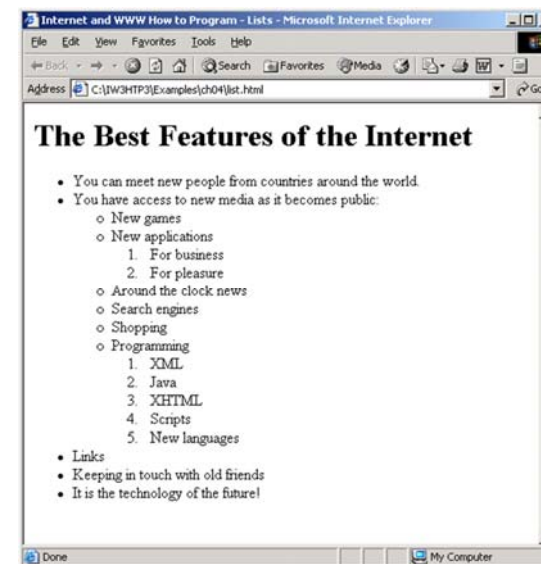 Internet and WWW How to Program - Lists - Microsoft Internet Explorer
File Edit View Favorites Tools Help
Back Search Favorites Media
Address C:\IW3HTP3\Examples\ch04\list.html Go
The Best Features of the Internet
• You can meet new people from countries around the world.
• You have access to new media as it becomes public:
o New games
o New applications
1. For business
2. For pleasure
o Around the clock news
o Search engines
o Shopping
o Programming
1. XML
2. Java
3. XHTML
4. Scripts
5. New languages
• Links
• Keeping in touch with old friends
• It is the technology of the future!
Done My Computer